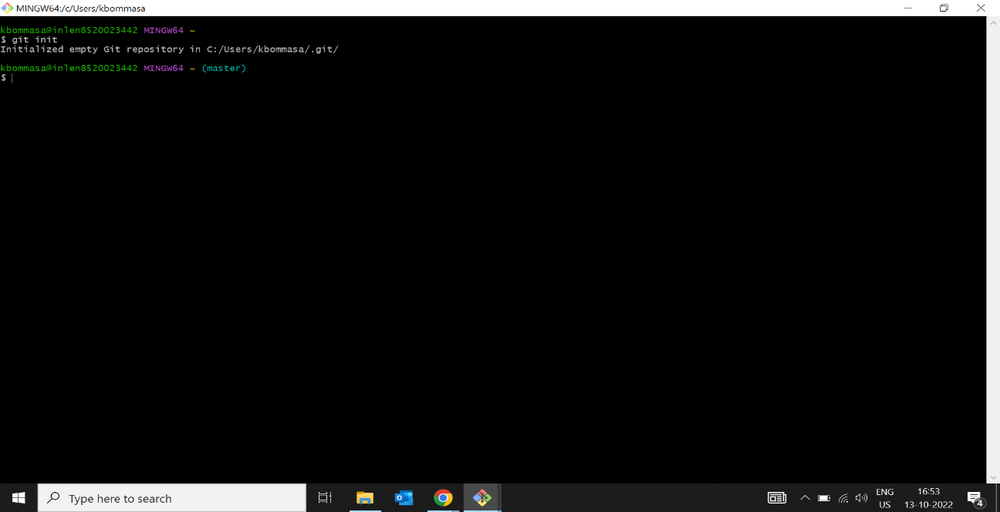 MINGW64:/c/Users/kbommasa
kbommasa@inlen8520023442 MINGW64 ~
$ git init
Initialized empty Git repository in C:/Users/kbommasa/.git/
kbommasa@inlen8520023442 MINGW64 ~ (master)
$
Type here to search
ENG
US
16:53
13-10-2022
4